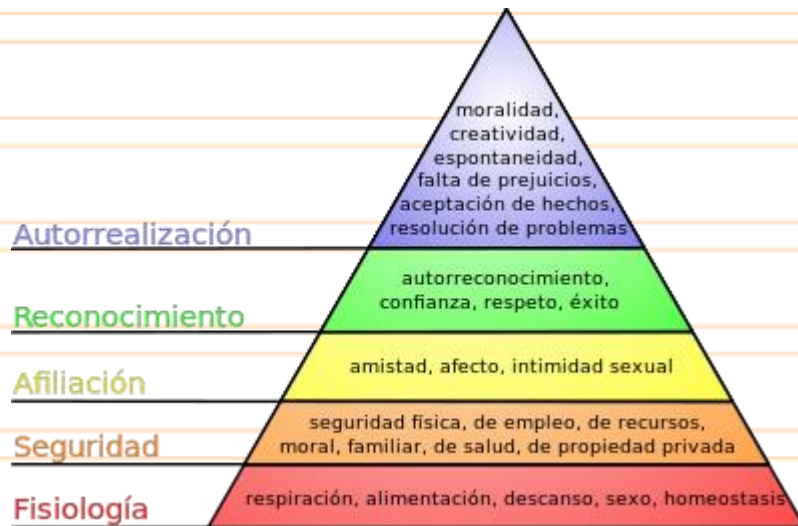 moralidad,
creatividad,
espontaneidad,
falta de prejuicios,
aceptación de hechos,
resolución de problemas
Autorrealización
autorreconocimiento,
confianza, respeto, éxito
Reconocimiento
amistad, afecto, intimidad sexual
Afiliación
seguridad física, de empleo, de recursos,
moral, familiar, de salud, de propiedad privada
Seguridad
respiración, alimentación, descanso, sexo, homeostasis
Fisiología